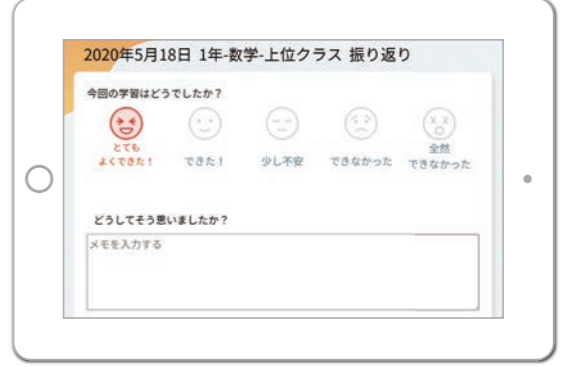 2020年5月18日 1年-数学-上位クラス 振り返り
今回の学習はどうでしたか？
とても
よくできた！
できた！
少し不安
できなかった
全然
できなかった
どうしてそう思いましたか？
メモを入力する